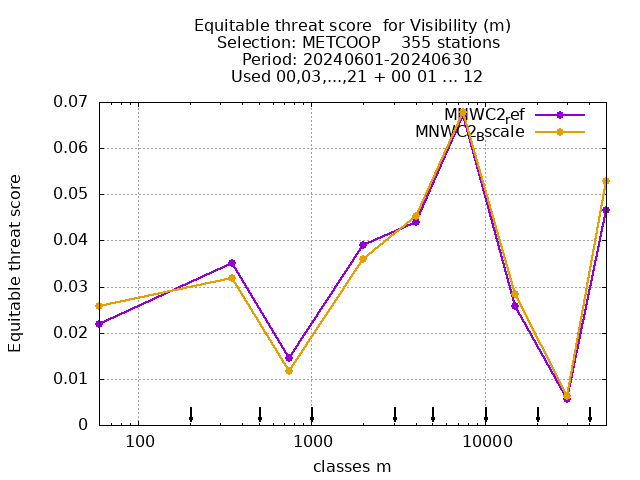 Equitable threat score  for Visibility (m)
Selection: METCOOP    355 stations
Period: 20240601-20240630
Used 00,03,...,21 + 00 01 ... 12
Equitable threat score
0.07
0.06
0.05
0.04
0.03
0.02
0.01
0
MNWC2ref
MNWC2Bscale
100
1000
10000
classes m